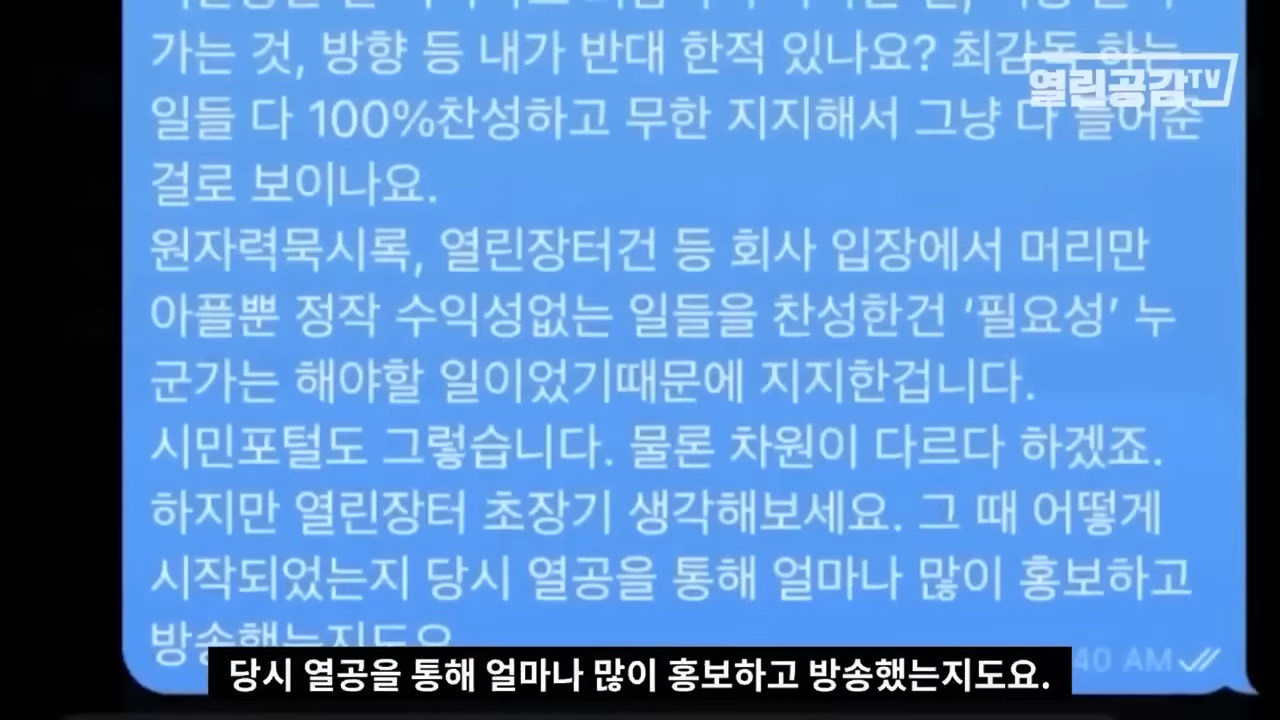 가는 것, 방향 등 내가 반대 한적 있나요? 최감독 하는
열린공감TV
일들 다 100%찬성하고 무한 지지해서 그냥 다 들어준
걸로 보이나요.
원자력묵시록, 열린장터건 등 회사 입장에서 머리만
아플뿐 정작 수익성없는 일들을 찬성한건 ‘필요성’ 누
군가는 해야할 일이었기때문에 지지한겁니다.
시민포털도 그렇습니다. 물론 차원이 다르다 하겠죠.
하지만 열린장터 초장기 생각해보세요. 그 때 어떻게
시작되었는지 당시 열공을 통해 얼마나 많이 홍보하고
방송했는지도요
40 AM
당시 열공을 통해 얼마나 많이 홍보하고 방송했는지도요.